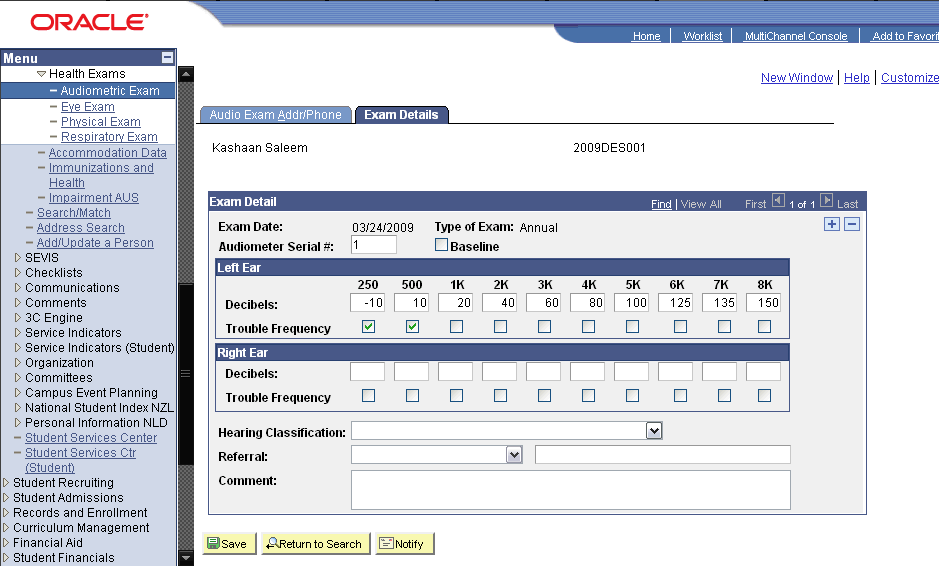 ORACLE®
Home | Worklist | MultiChannel Console | Add to Favori
Menu
Health Exams
Audiometric Exam
Eye Exam
Physical Exam
Respiratory Exam
Accommodation Data
Immunizations and
Health
Impairment AUS
Search/Match
Address Search
Add/Update a Person
SEVIS
Checklists
Communications
Comments
3C Engine
Service Indicators
Service Indicators (Student)
Organization
Committees
Campus Event Planning
National Student Index NZL
Personal Information NLD
Student Services Center
Student Services Ctr
(Student)
Student Recruiting
Student Admissions
Records and Enrollment
Curriculum Management
Financial Aid
Student Financials
New Window | Help | Customize
Audio Exam Addr/Phone Exam Details
Kashaan Saleem 2009DES001
Exam Detail Find | View All First 1 of 1 Last
Exam Date: 03/24/2009 Type of Exam: Annual
Audiometer Serial #: 1 Baseline
Left Ear
250 500 1K 2K 3K 4K 5K 6K 7K 8K
Decibels: -10 10 20 40 60 80 100 125 135 150
Trouble Frequency
Right Ear
Decibels:
Trouble Frequency
Hearing Classification:
Referral:
Comment:
Save Return to Search Notify